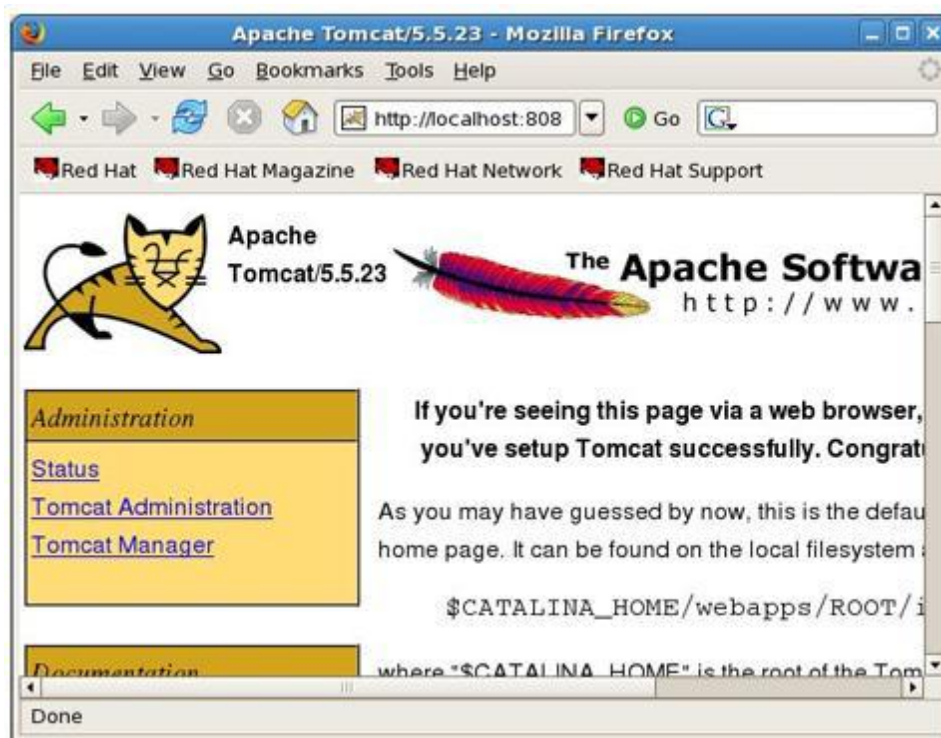 Apache Tomcat/5.5.23 - Mozilla Firefox
File Edit View Go Bookmarks Tools Help
http://localhost:808 Go G
Red Hat Red Hat Magazine Red Hat Network Red Hat Support
Apache
Tomcat/5.5.23
The Apache Softwa
http://www.
Administration
Status
Tomcat Administration
Tomcat Manager
If you're seeing this page via a web browser,
you've setup Tomcat successfully. Congratu
As you may have guessed by now, this is the defau
home page. It can be found on the local filesystem a
$CATALINA_HOME/webapps/ROOT/i
Documentation
where "$CATALINA_HOME" is the root of the Tom
Done